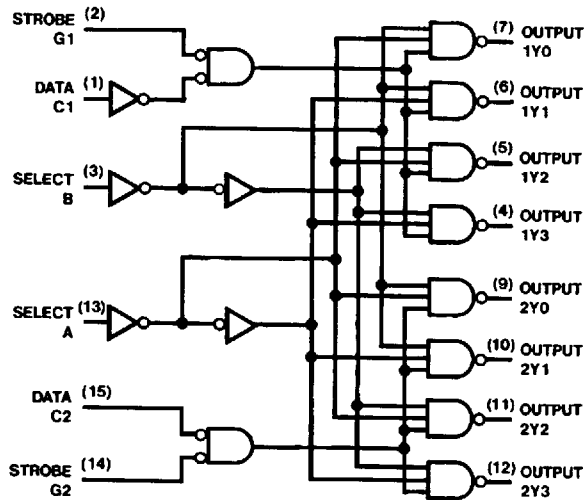 STROBE (2)
G1
DATA (1)
C1
SELECT (3)
B
SELECT (13)
A
DATA (15)
C2
STROBE (14)
G2
(7) OUTPUT
1Y0
(6) OUTPUT
1Y1
(5) OUTPUT
1Y2
(4) OUTPUT
1Y3
(9) OUTPUT
2Y0
(10) OUTPUT
2Y1
(11) OUTPUT
2Y2
(12) OUTPUT
2Y3